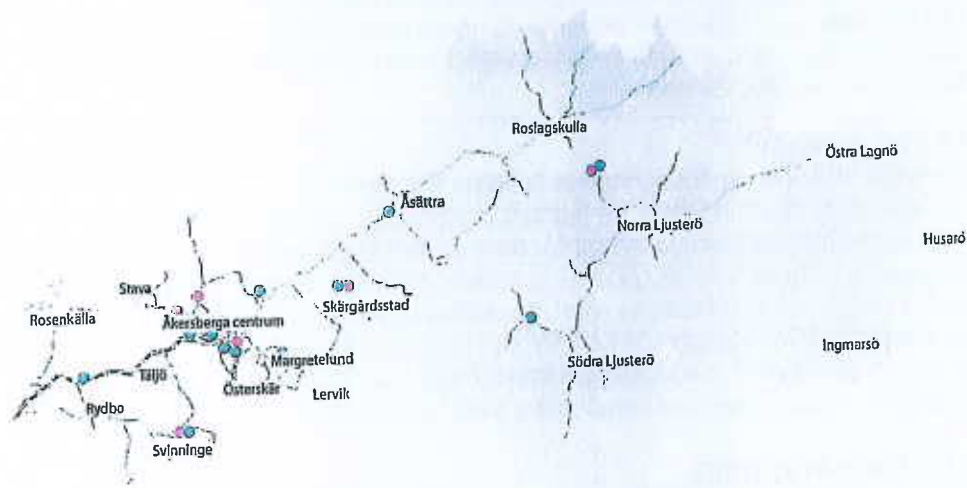 Roslagskulla
Östra Lagnö
Åsättra
Norra Ljusterö
Husarö
Stava
Skärgårdsstad
Rosenkälla
Åkersberga centrum
Ingmarsö
Margretelund
Södra Ljusterö
Täljö
Österskär
Lervik
Rydbo
Svinninge